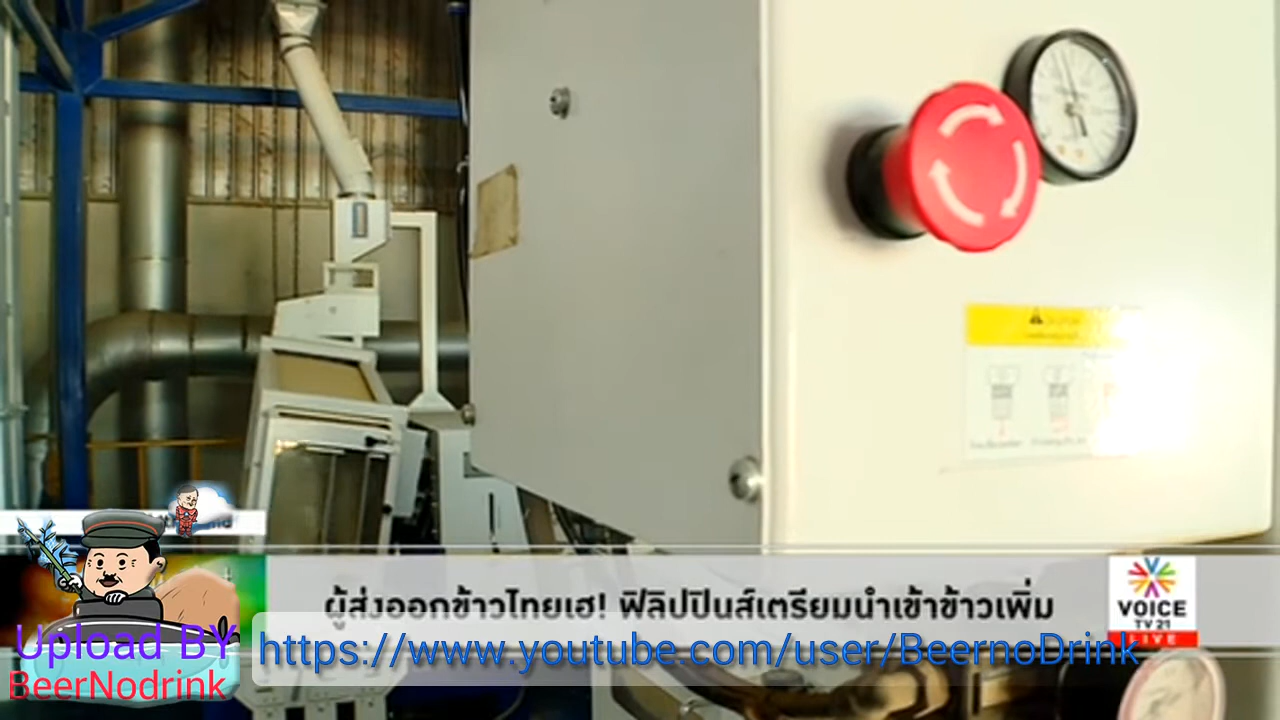 ผู้ส่งออกข้าวไทยเฮ! ฟิลิปปินส์เตรียมนำเข้าข้าวเพิ่ม
VOICE
TV 21
LIVE
Upload BY
BeerNodrink
https://www.youtube.com/user/BeernoDrink